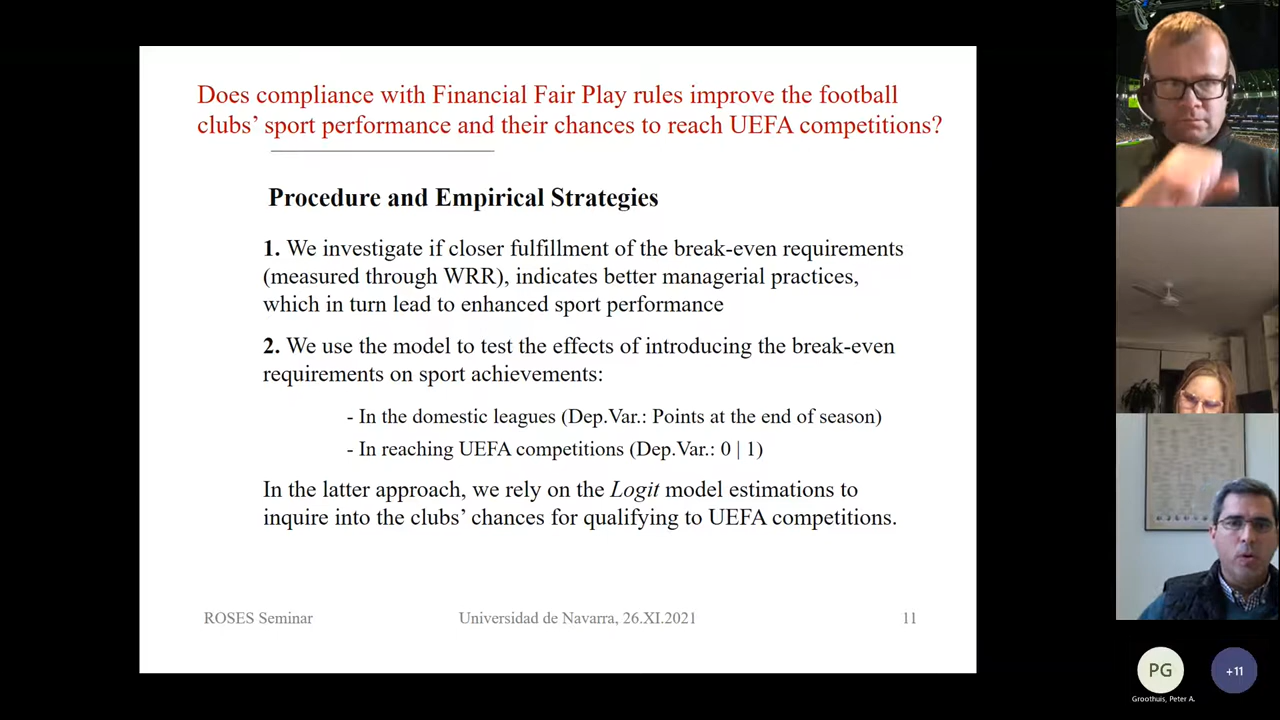 Does compliance with Financial Fair Play rules improve the football
clubs’ sport performance and their chances to reach UEFA competitions?
Procedure and Empirical Strategies
1. We investigate if closer fulfillment of the break-even requirements
(measured through WRR), indicates better managerial practices,
which in turn lead to enhanced sport performance
2. We use the model to test the effects of introducing the break-even
requirements on sport achievements:
- In the domestic leagues (Dep.Var.: Points at the end of season)
- In reaching UEFA competitions (Dep.Var.: 0 | 1)
In the latter approach, we rely on the Logit model estimations to
inquire into the clubs’ chances for qualifying to UEFA competitions.
ROSES Seminar
Universidad de Navarra, 26.XI.2021
11
PG
+11
Groothuis, Peter A.